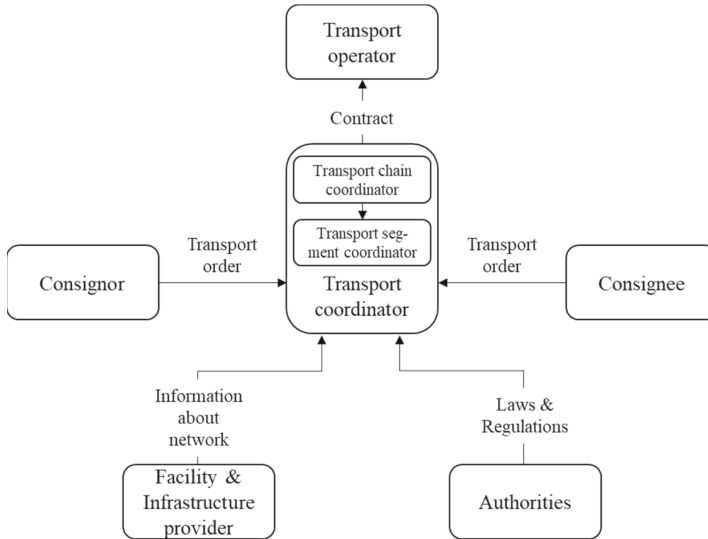 Transport
operator
Contract
Transport chain
coordinator
Transport seg-
ment coordinator
Transport
coordinator
Transport
order
Consignor
Transport
order
Consignee
Information
about
network
Laws &
Regulations
Facility &
Infrastructure
provider
Authorities